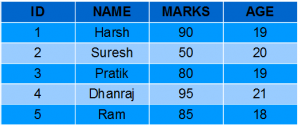 ID NAME MARKS AGE
1 Harsh 90 19
2 Suresh 50 20
3 Pratik 80 19
4 Dhanraj 95 21
5 Ram 85 18